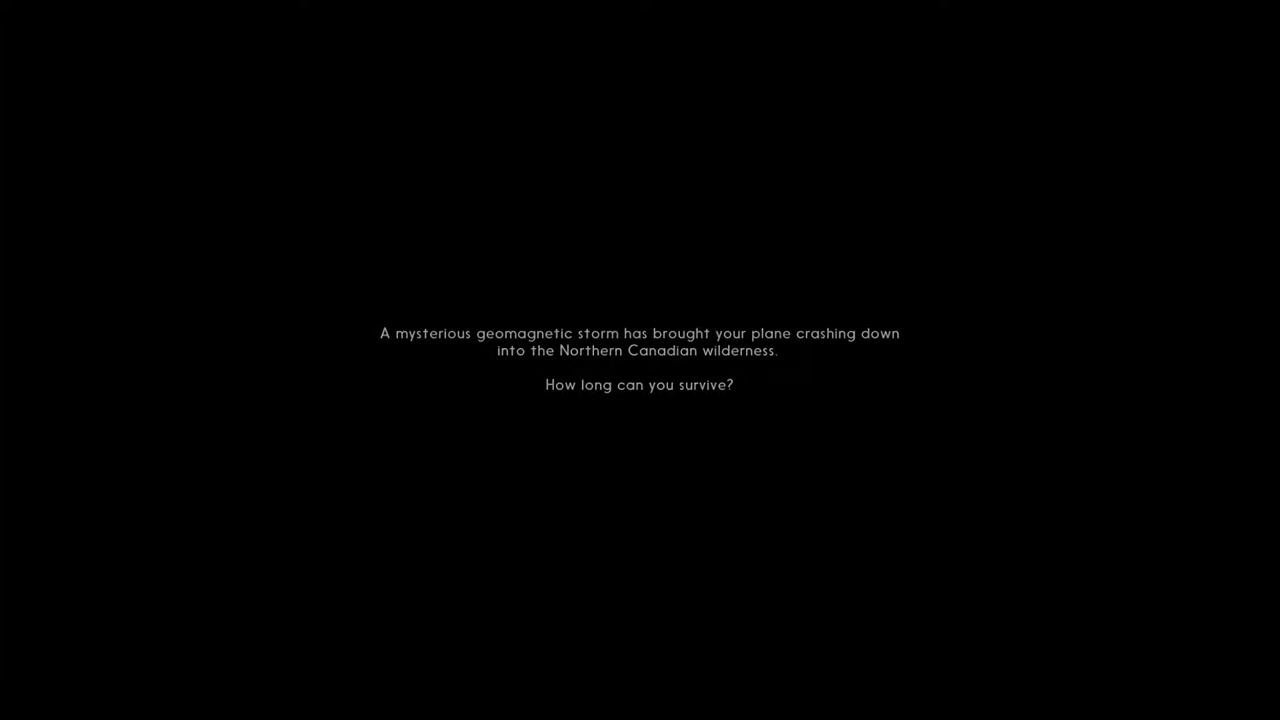 A mysterious geomagnetic storm has brought your plane crashing down
into the Northern Canadian wilderness.
How long can you survive?